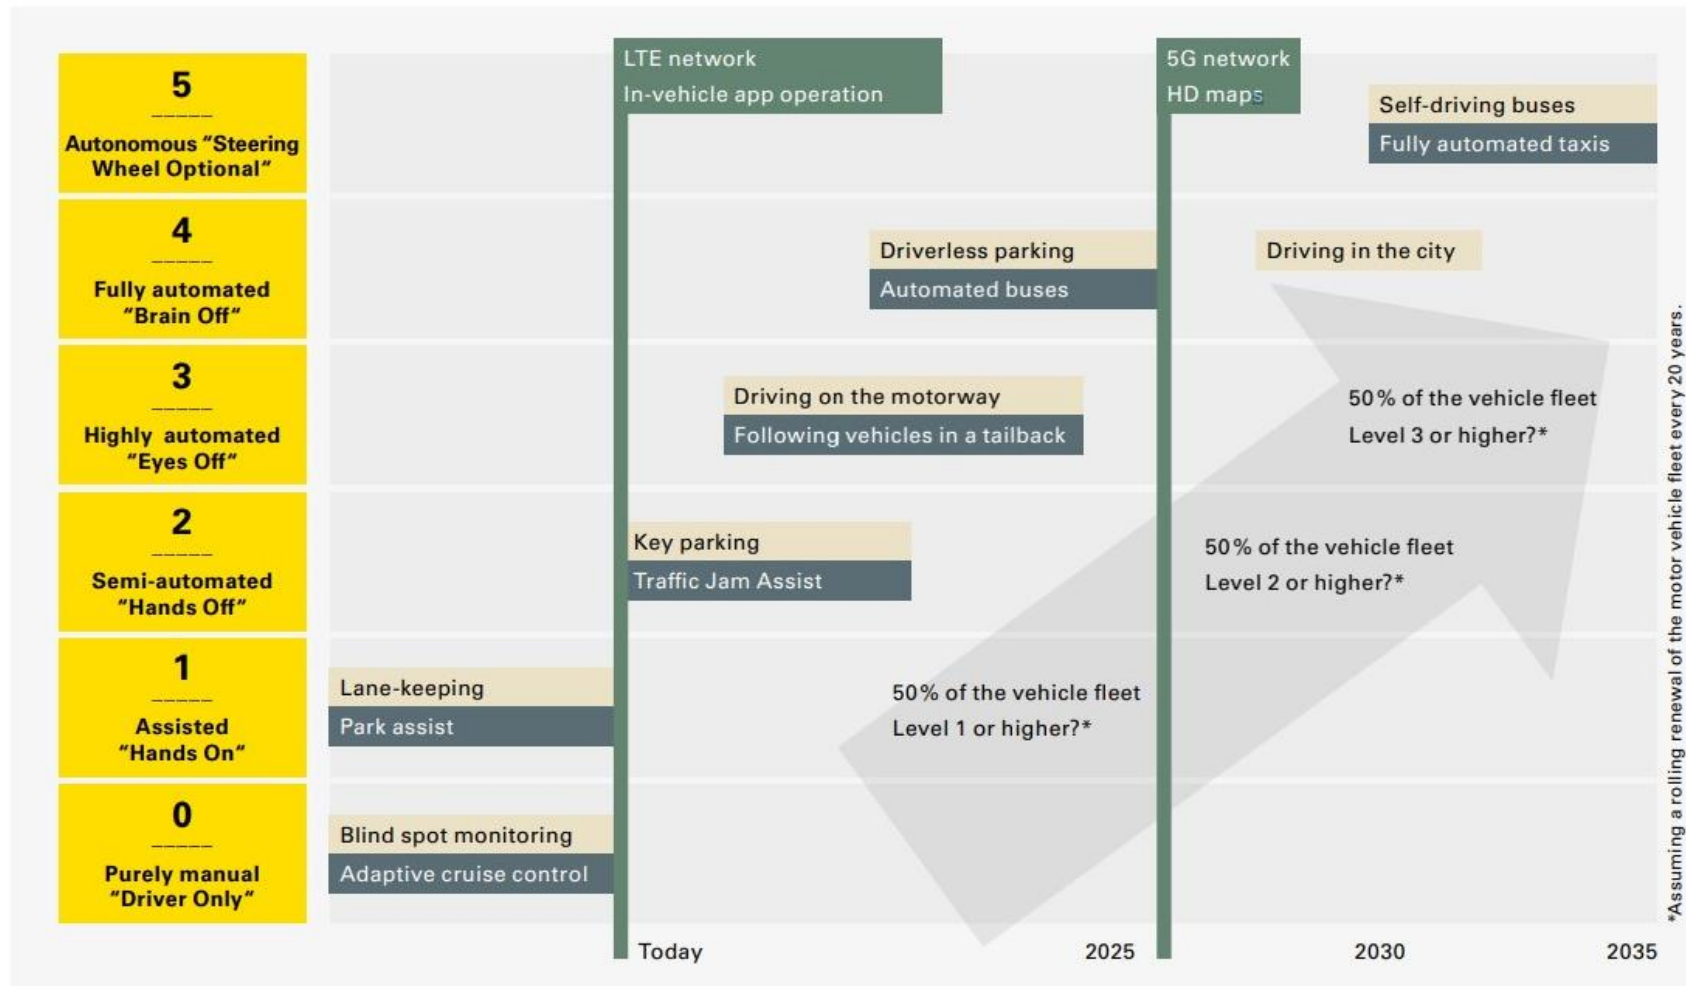 LTE network
In-vehicle app operation
5G network
HD maps
5
_____
Autonomous “Steering
Wheel Optional“
Self-driving buses
Fully automated taxis
4
_____
Fully automated
“Brain Off“
Driverless parking
Automated buses
Driving in the city
3
_____
Highly automated
“Eyes Off“
Driving on the motorway
Following vehicles in a tailback
50% of the vehicle fleet
Level 3 or higher?*
2
_____
Semi-automated
“Hands Off“
Key parking
Traffic Jam Assist
50% of the vehicle fleet
Level 2 or higher?*
1
_____
Assisted
“Hands On“
Lane-keeping
Park assist
50% of the vehicle fleet
Level 1 or higher?*
0
_____
Purely manual
“Driver Only“
Blind spot monitoring
Adaptive cruise control
Today
2025
2030
2035
*Assuming a rolling renewal of the motor vehicle fleet every 20 years.